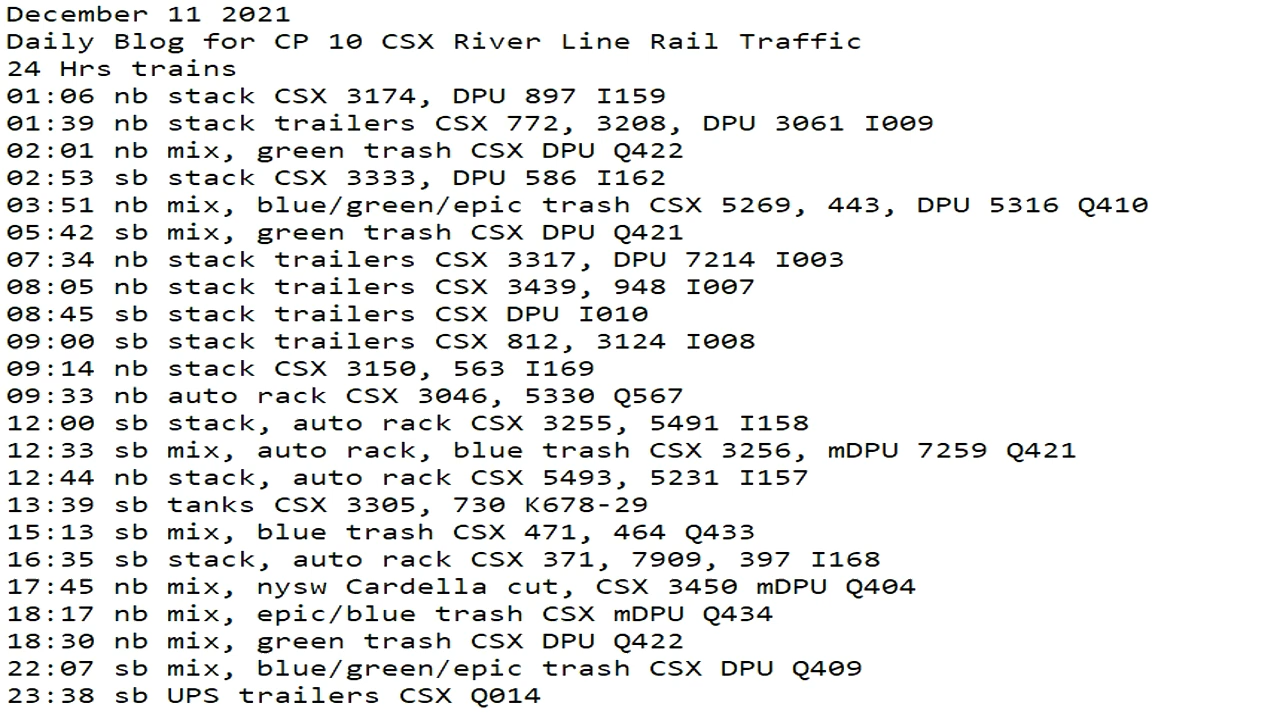 December 11 2021
Daily Blog for CP 10 CSX River Line Rail Traffic
24 Hrs trains
01:06 nb stack CSX 3174, DPU 897 I159
01:39 nb stack trailers CSX 772, 3208, DPU 3061 I009
02:01 nb mix, green trash CSX DPU Q422
02:53 sb stack CSX 3333, DPU 586 I162
03:51 nb mix, blue/green/epic trash CSX 5269, 443, DPU 5316 Q410
05:42 sb mix, green trash CSX DPU Q421
07:34 nb stack trailers CSX 3317, DPU 7214 I003
08:05 nb stack trailers CSX 3439, 948 I007
08:45 sb stack trailers CSX DPU I010
09:00 sb stack trailers CSX 812, 3124 I008
09:14 nb stack CSX 3150, 563 I169
09:33 nb auto rack CSX 3046, 5330 Q567
12:00 sb stack, auto rack CSX 3255, 5491 I158
12:33 sb mix, auto rack, blue trash CSX 3256, mDPU 7259 Q421
12:44 nb stack, auto rack CSX 5493, 5231 I157
13:39 sb tanks CSX 3305, 730 K678-29
15:13 sb mix, blue trash CSX 471, 464 Q433
16:35 sb stack, auto rack CSX 371, 7909, 397 I168
17:45 nb mix, nysw Cardella cut, CSX 3450 mDPU Q404
18:17 nb mix, epic/blue trash CSX mDPU Q434
18:30 nb mix, green trash CSX DPU Q422
22:07 sb mix, blue/green/epic trash CSX DPU Q409
23:38 sb UPS trailers CSX Q014